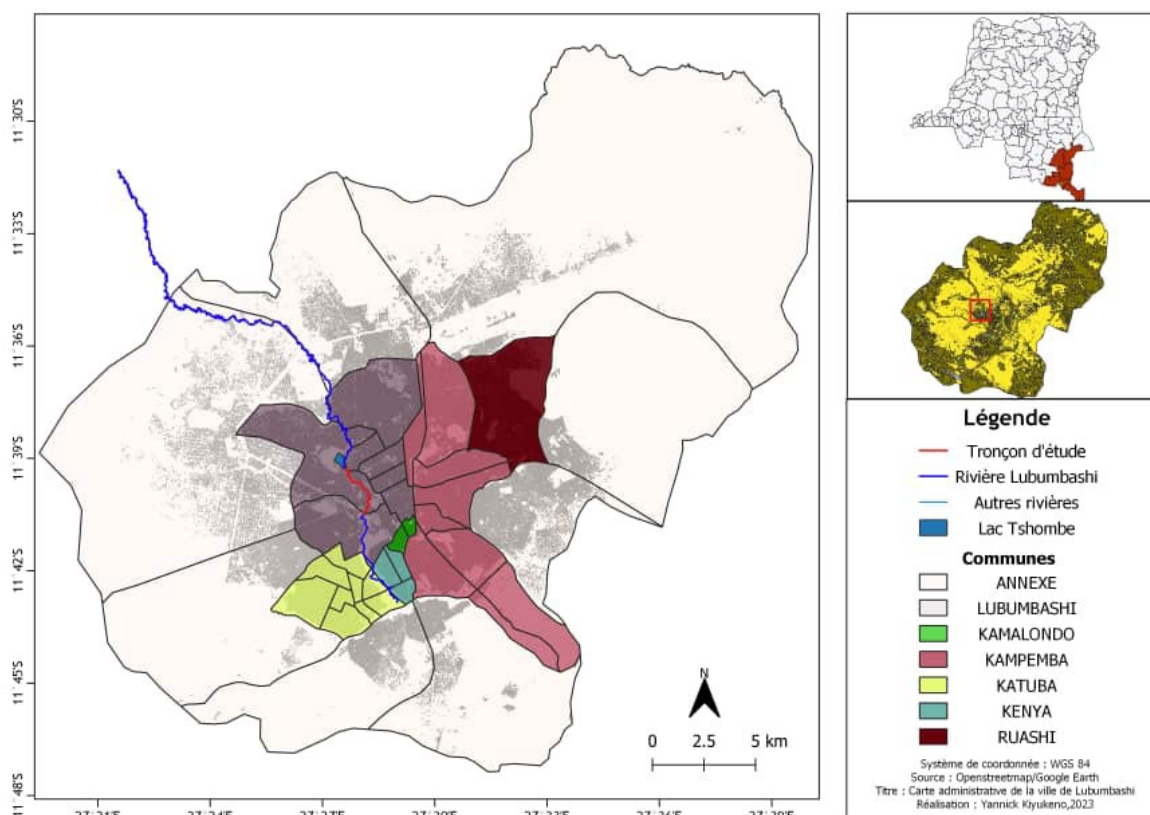 11°30'S
11°33'S
11°36'S
11°39'S
11°42'S
11°45'S
11°48'S
N
0 2.5 5 km
Légende
Tronçon d'étude
Rivière Lubumbashi
Autres rivières
Lac Tshombe
Communes
ANNEXE
LUBUMBASHI
KAMALONDO
KAMPEMBA
KATUBA
KENYA
RUASHI
Système de coordonnée : WGS 84
Source : Openstreetmap/Google Earth
Titre : Carte administrative de la ville de Lubumbashi
Réalisation : Yannick Kiyukeno,2023